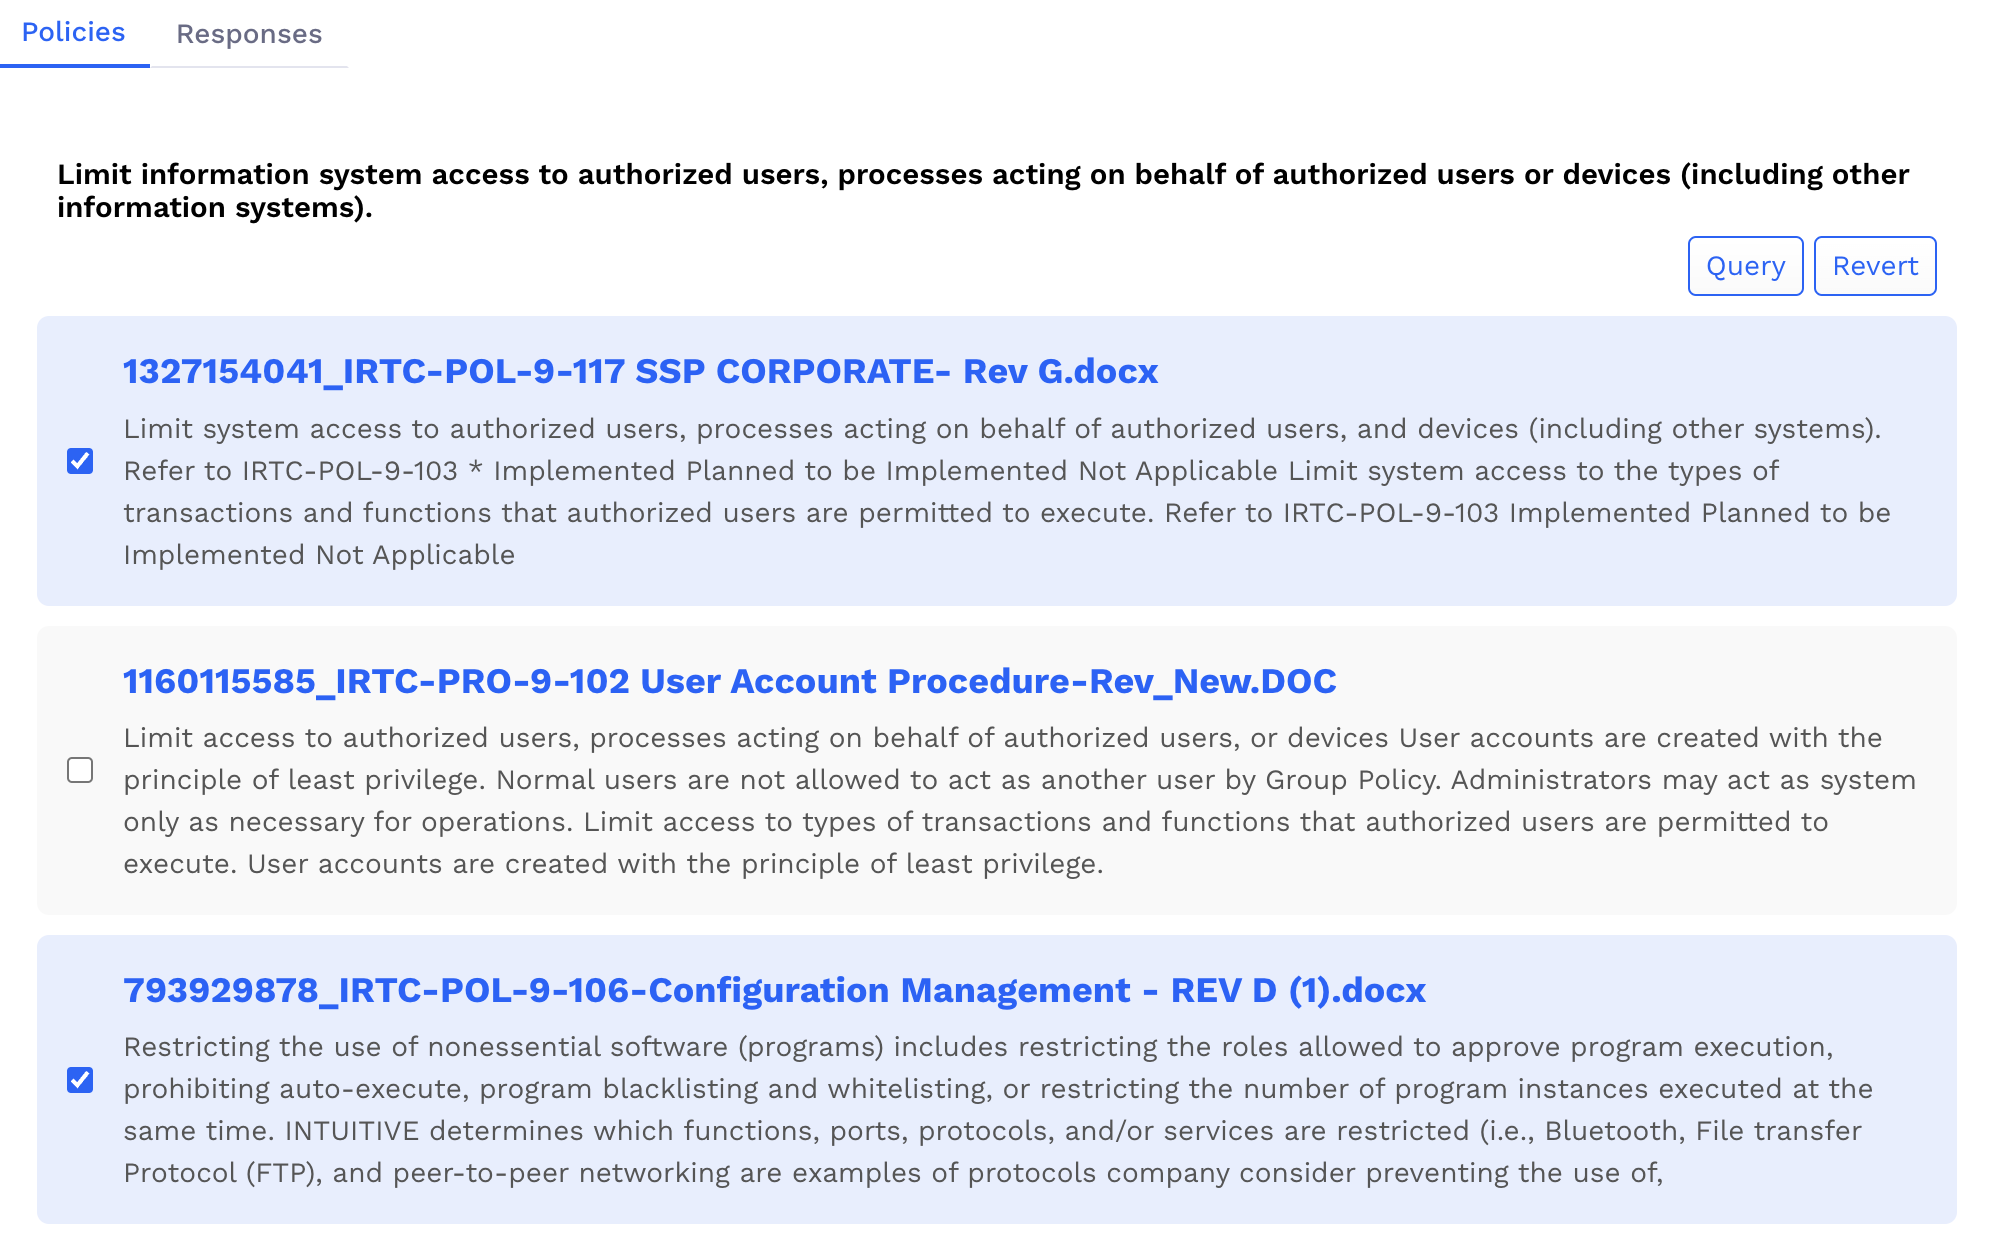 Policies
Responses
Limit information system access to authorized users, processes acting on behalf of authorized users or devices (including other
information systems).
Query
Revert
1327154041_IRTC-POL-9-117 SSP CORPORATE- Rev G.docx
Limit system access to authorized users, processes acting on behalf of authorized users, and devices (including other systems).
Refer to IRTC-POL-9-103 * Implemented Planned to be Implemented Not Applicable Limit system access to the types of
transactions and functions that authorized users are permitted to execute. Refer to IRTC-POL-9-103 Implemented Planned to be
Implemented Not Applicable
1160115585_IRTC-PRO-9-102 User Account Procedure-Rev_New.DOC
Limit access to authorized users, processes acting on behalf of authorized users, or devices User accounts are created with the
principle of least privilege. Normal users are not allowed to act as another user by Group Policy. Administrators may act as system
only as necessary for operations. Limit access to types of transactions and functions that authorized users are permitted to
execute. User accounts are created with the principle of least privilege.
793929878_IRTC-POL-9-106-Configuration Management - REV D (1).docx
Restricting the use of nonessential software (programs) includes restricting the roles allowed to approve program execution,
prohibiting auto-execute, program blacklisting and whitelisting, or restricting the number of program instances executed at the
same time. INTUITIVE determines which functions, ports, protocols, and/or services are restricted (i.e., Bluetooth, File transfer
Protocol (FTP), and peer-to-peer networking are examples of protocols company consider preventing the use of,